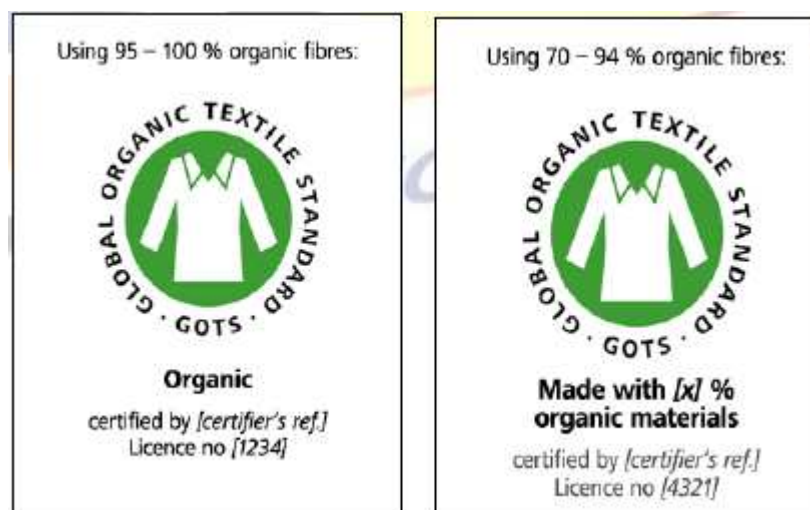 Using 95 – 100 % organic fibres:
GLOBAL ORGANIC TEXTILE STANDARD · GOTS ·
Organic
certified by [certifier's ref.]
Licence no [1234]
Using 70 – 94 % organic fibres:
GLOBAL ORGANIC TEXTILE STANDARD · GOTS ·
Made with [x] %
organic materials
certified by [certifier's ref.]
Licence no [4321]